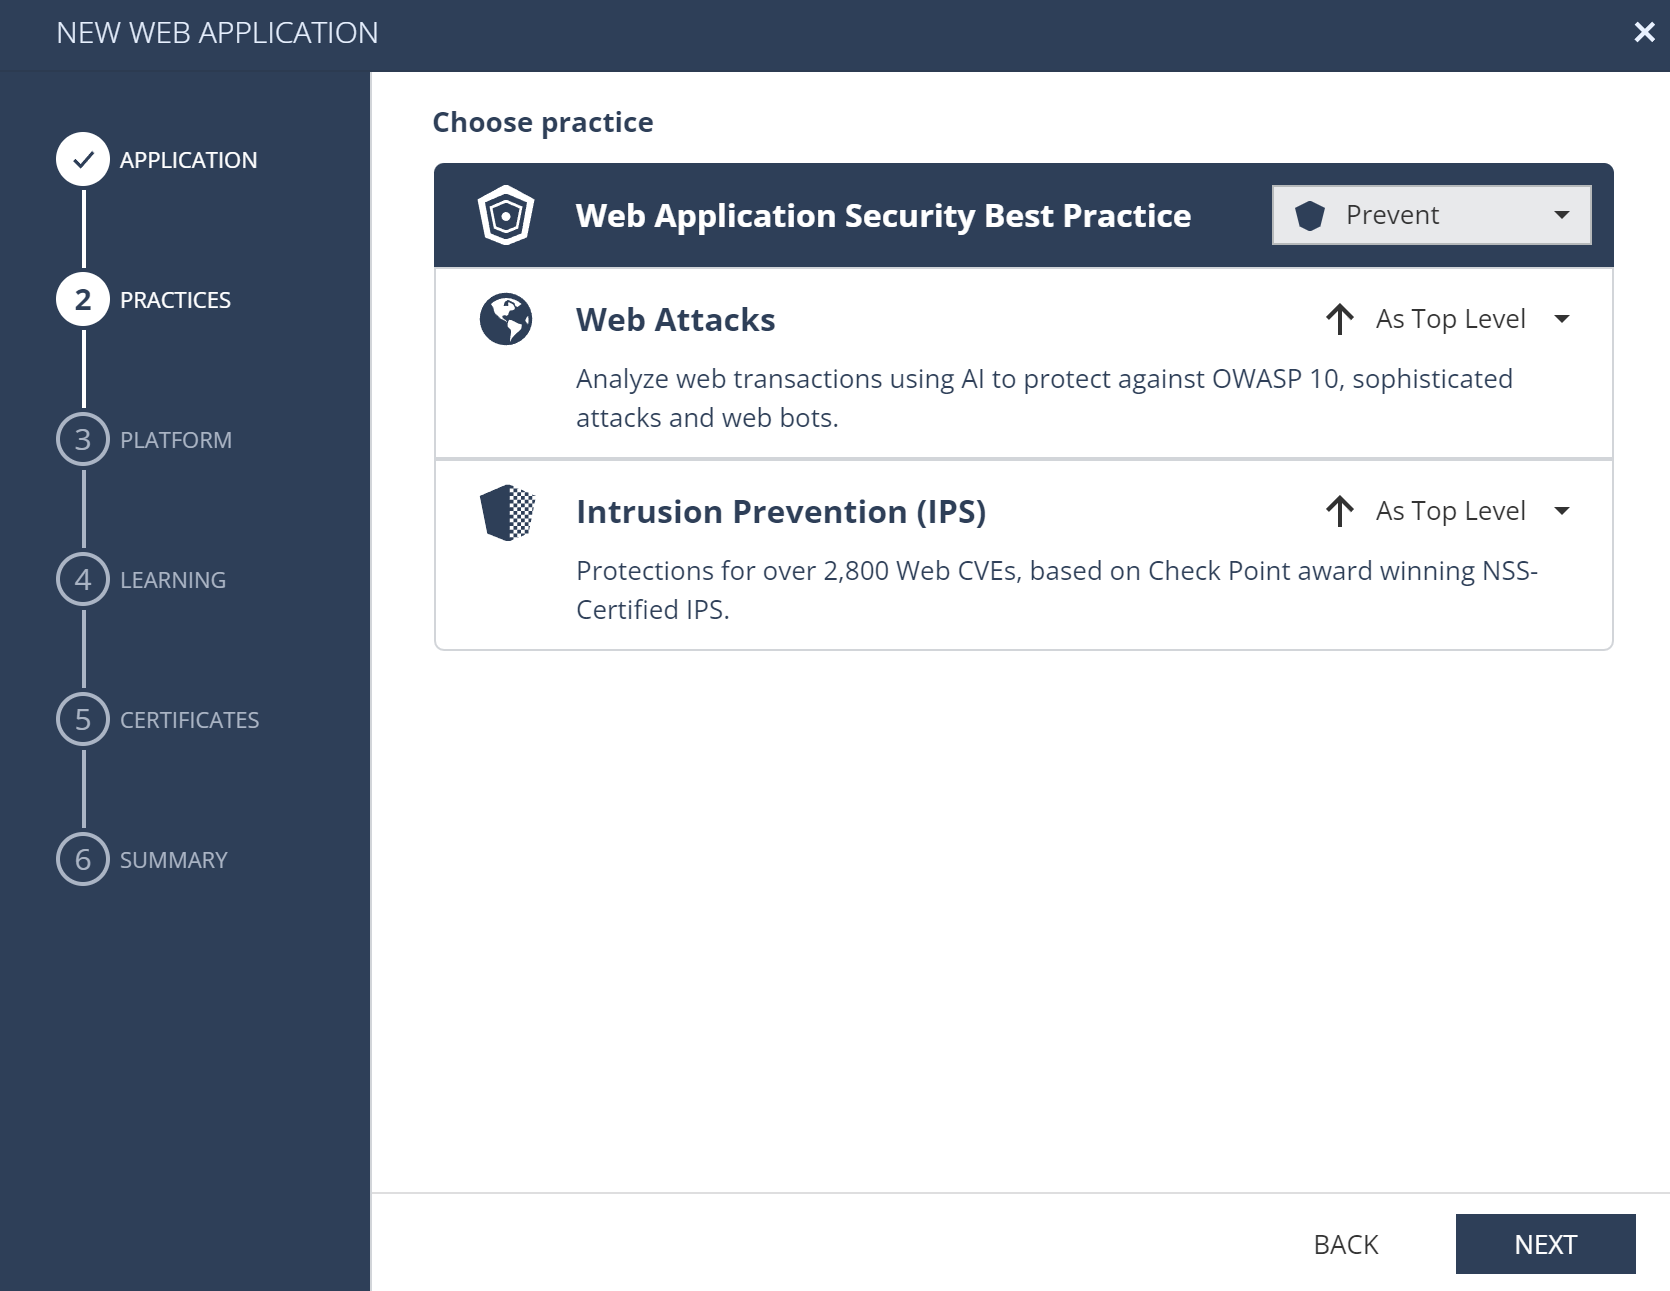 NEW WEB APPLICATION
APPLICATION
2 PRACTICES
3 PLATFORM
4 LEARNING
5 CERTIFICATES
6 SUMMARY
Choose practice
Web Application Security Best Practice
Prevent
Web Attacks
As Top Level
Analyze web transactions using AI to protect against OWASP 10, sophisticated
attacks and web bots.
Intrusion Prevention (IPS)
As Top Level
Protections for over 2,800 Web CVEs, based on Check Point award winning NSS-
Certified IPS.
BACK
NEXT